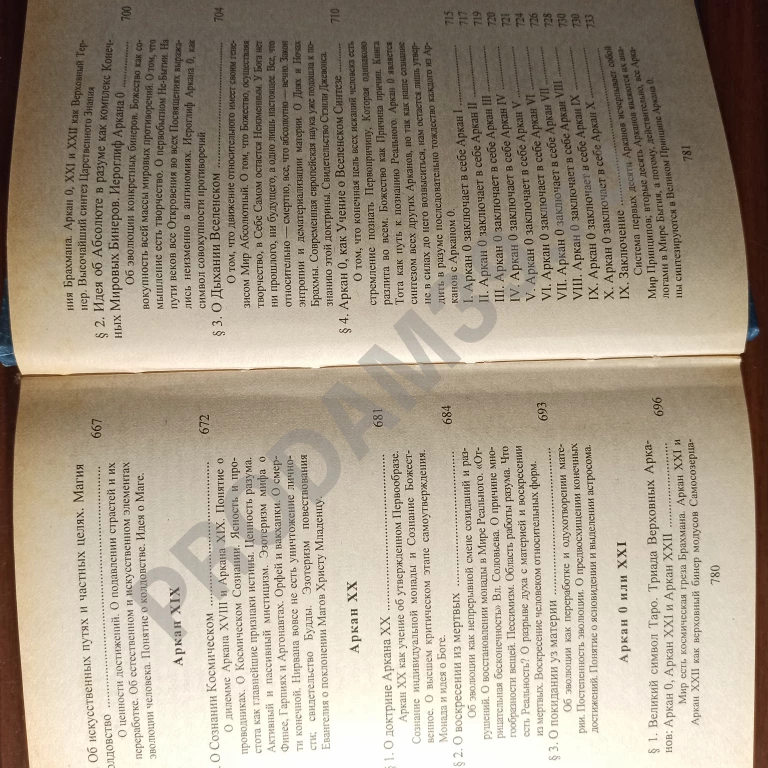 Об искусственных путях и частных целях. Магия
олдовство 667
О ценности достижений. О подавлении страстей и их
переработке. Об естественном и искусственном элементах
эволюции человека. Понятие о колдовстве. Идея о Маге.
Аркан XIX
. О Сознании Космическом 672
О дилемме Аркана XVIII и Аркана XIX. Понятие о
проводниках. О Космическом Сознании. Ясность и про-
стота как главнейшие признаки истины. Ценность разума.
Активный и пассивный мистицизм. Эзотеризм мифа о
Финее, Гарпиях и Аргонавтах. Орфей и вакханки. О смер-
ти конечной. Нирвана вовсе не есть уничтожение лично-
сти; свидетельство Будды. Эзотеризм повествования
Евангелия о поклонении Магов Христу Младенцу.
Аркан XX
§ 1. О доктрине Аркана XX 681
Аркан XX как учение об утвержденном Первообразе.
Сознание индивидуальной монады и Сознание Божест-
венное. О высшем критическом этапе самоутверждения.
Монада и идея о Боге.
§ 2. О воскресении из мертвых 684
Об эволюции как непрерывной смене созиданий и раз-
рушений. О восстановлении монады в Мире Реального. «От-
рицательная бесконечность» Вл. Соловьева. О причине мно-
гообразности вещей. Пессимизм. Область работы разума. Что
есть Реальность? О разрыве духа с материей и воскресении
из мертвых. Воскресение человеком относительных форм.
§ 3. О покидании уз материи 693
Об эволюции как переработке и одухотворении мате-
рии. Постепенность эволюции. О предвосхищении конечных
достижений. Понятие о ясновидении и выделении астросома.
Аркан 0 или XXI
§ 1. Великий символ Таро. Триада Верховных Арка-
нов: Аркан 0, Аркан XXI и Аркан XXII 696
Мир есть космическая греза Брахмана. Аркан XXI и
Аркан XXII как верховный бинер модусов Самосозерца-
780
ния Брахмана. Аркан 0, XXI и XXII как Верховный Тер-
нер. Высочайший синтез Царственного Знания
§ 2. Идея об Абсолюте в разуме как комплекс Конеч-
ных Мировых Бинеров. Иероглиф Аркана 0 700
Об эволюции конкретных бинеров. Божество как со-
вокупность всей массы мировых противоречий. О том, что
мышление есть творчество. О первобытном Не-Бытии. На
пути веков все Откровения во всех Посвящениях выража-
лись неизменно в антиномиях. Иероглиф Аркана 0, как
символ совокупности противоречий
§ 3. О Дыхании Вселенском 704
О том, что движение относительного имеет своим гене-
зисом Мир Абсолютный. О том, что Божество, осуществляя
творчество, в Себе Самом остается Неизменным. У Бога нет
ни прошлого, ни будущего, а одно лишь настоящее. Все, что
относительно — смертно, все, что абсолютно — вечно. Закон
энтропии и дематериализации материи. О Днях и Ночах
Брахмы. Современная европейская наука уже подошла к по-
знанию этой доктрины. Свидетельство Стэнли Джевонса.
§ 4. Аркан 0, как Учение о Вселенском Синтезе 710
О том, что конечная цель всех исканий человека есть
стремление познать Первопричину, Которая одинаково
разлита во всем. Божество как Причина причин. Книга
Тота как путь к познанию Реального. Аркан 0 является
синтезом всех других Арканов, но так как наше сознание
не в силах до него возвыситься, нам остается лишь утвер-
дить в разуме последовательно тождество каждого из Ар-
канов с Арканом 0. 715
I. Аркан 0 заключает в себе Аркан I 717
II. Аркан 0 заключает в себе Аркан II 719
III. Аркан 0 заключает в себе Аркан III 720
IV. Аркан 0 заключает в себе Аркан IV 721
V. Аркан 0 заключает в себе Аркан V 724
VI. Аркан 0 заключает в себе Аркан VI 726
VII. Аркан 0 заключает в себе Аркан VII 728
VIII. Аркан 0 заключает в себе Аркан VIII 730
IX. Аркан 0 заключает в себе Аркан IX 730
X. Аркан 0 заключает в себе Аркан X 733
IX. Заключение
Система первых десять Арканов исчерпывает собой
Мир Принципов; вторые десять Арканов являются их ана-
логами в Мире Бытия, а потому, действительно, все Арка-
ны синтезируются в Великом Принципе Аркана 0.
781